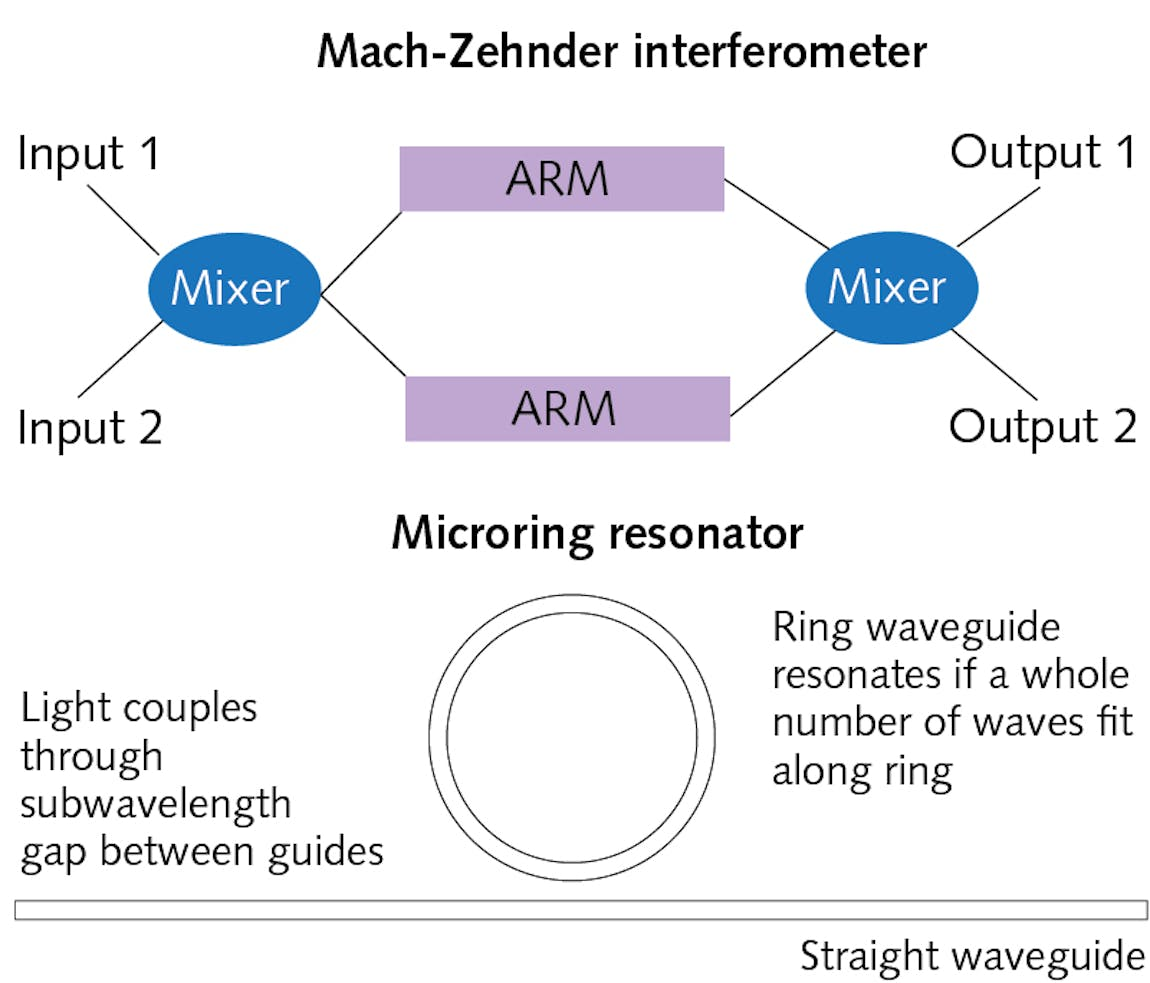 Mach-Zehnder interferometer
Input 1
ARM
Output 1
Mixer
Mixer
Input 2
ARM
Output 2
Microring resonator
Light couples
through
subwavelength
gap between guides
Ring waveguide
resonates if a whole
number of waves fit
along ring
Straight waveguide